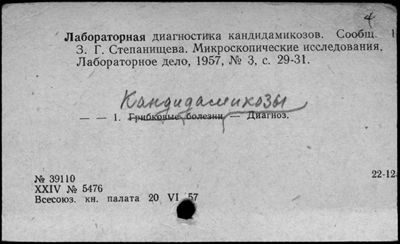 4
Лабораторная диагностика кандидамикозов. Сообщ. 1
З. Г. Степанищева. Микроскопические исследования.
Лабораторное дело, 1957, № 3, с. 29-31.
Кандидамикозы
— — 1. Грибковые болезни — Диагноз.
№ 39110
22-12
XXIV № 5476
Всесоюз. кн. палата 20 VI 57